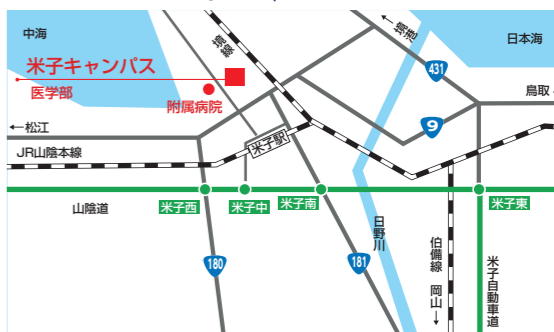 中海
境線
←境港
日本海
米子キャンパス
医学部
附属病院
431
鳥取←
9
←松江
JR山陰本線
米子駅
山陰道
米子西
米子中
米子南
米子東
日野川
180
181
伯備線 岡山→
米子自動車道